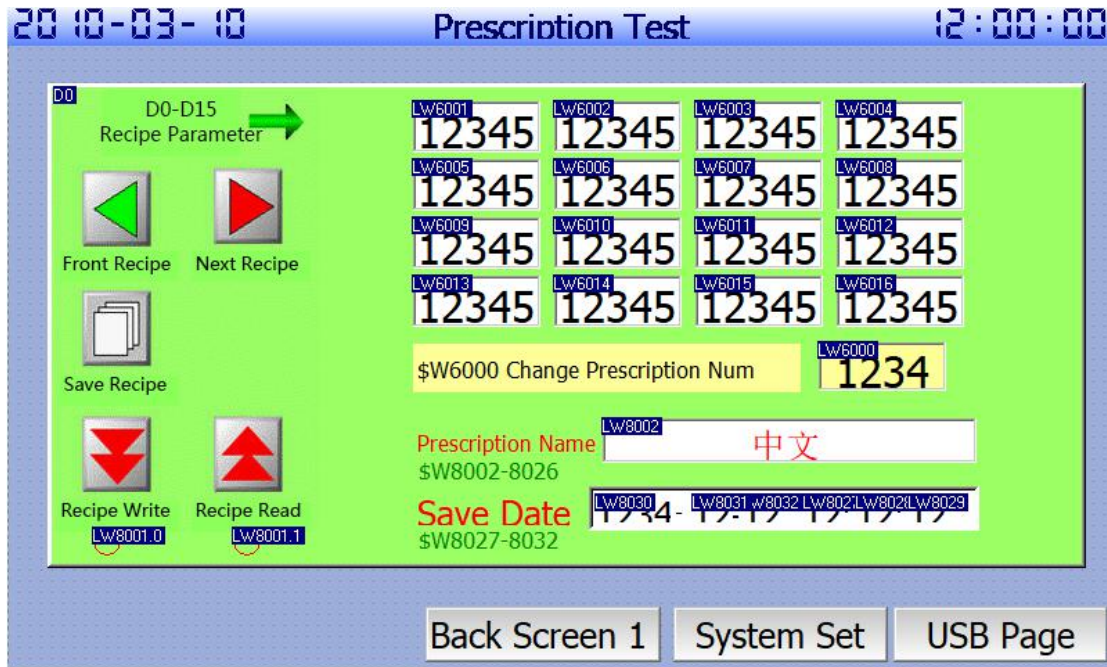 2010-03-10 Prescription Test 12:00:00
D0
D0-D15
Recipe Parameter
LW6001 LW6002 LW6003 LW6004
12345 12345 12345 12345
LW6005 LW6006 LW6007 LW6008
12345 12345 12345 12345
LW6009 LW6010 LW6011 LW6012
12345 12345 12345 12345
LW6013 LW6014 LW6015 LW6016
12345 12345 12345 12345
Front Recipe Next Recipe
Save Recipe
$W6000 Change Prescription Num LW6000
1234
Prescription Name LW8002 中文
$W8002-8026
Recipe Write Recipe Read
LW8001.0 LW8001.1
Save Date LW8030 LW8031 W8032 LW8027 LW8028 LW8029
$W8027-8032
Back Screen 1 System Set USB Page